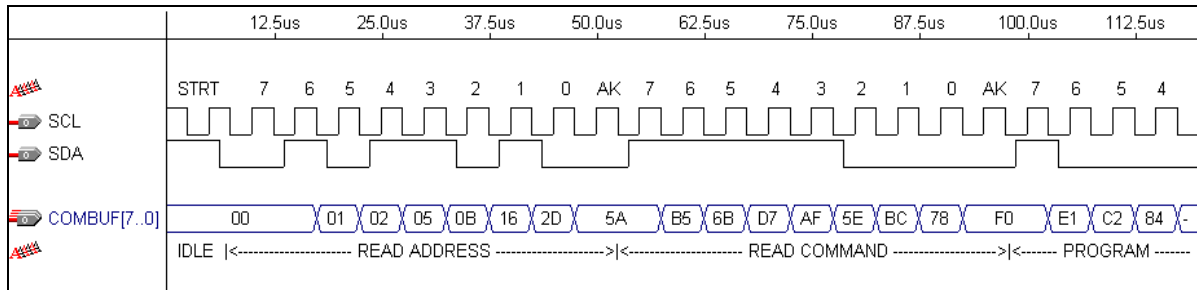 12.5us 25.0us 37.5us 50.0us 62.5us 75.0us 87.5us 100.0us 112.5us
STRT 7 6 5 4 3 2 1 0 AK 7 6 5 4 3 2 1 0 AK 7 6 5 4
SCL
SDA
COMBUF[7..0] 00 01 02 05 0B 16 2D 5A B5 6B D7 AF 5E BC 78 F0 E1 C2 84 -
IDLE |<--------------------- READ ADDRESS ------------------>|<-------------------- READ COMMAND ------------------->|<------- PROGRAM -------